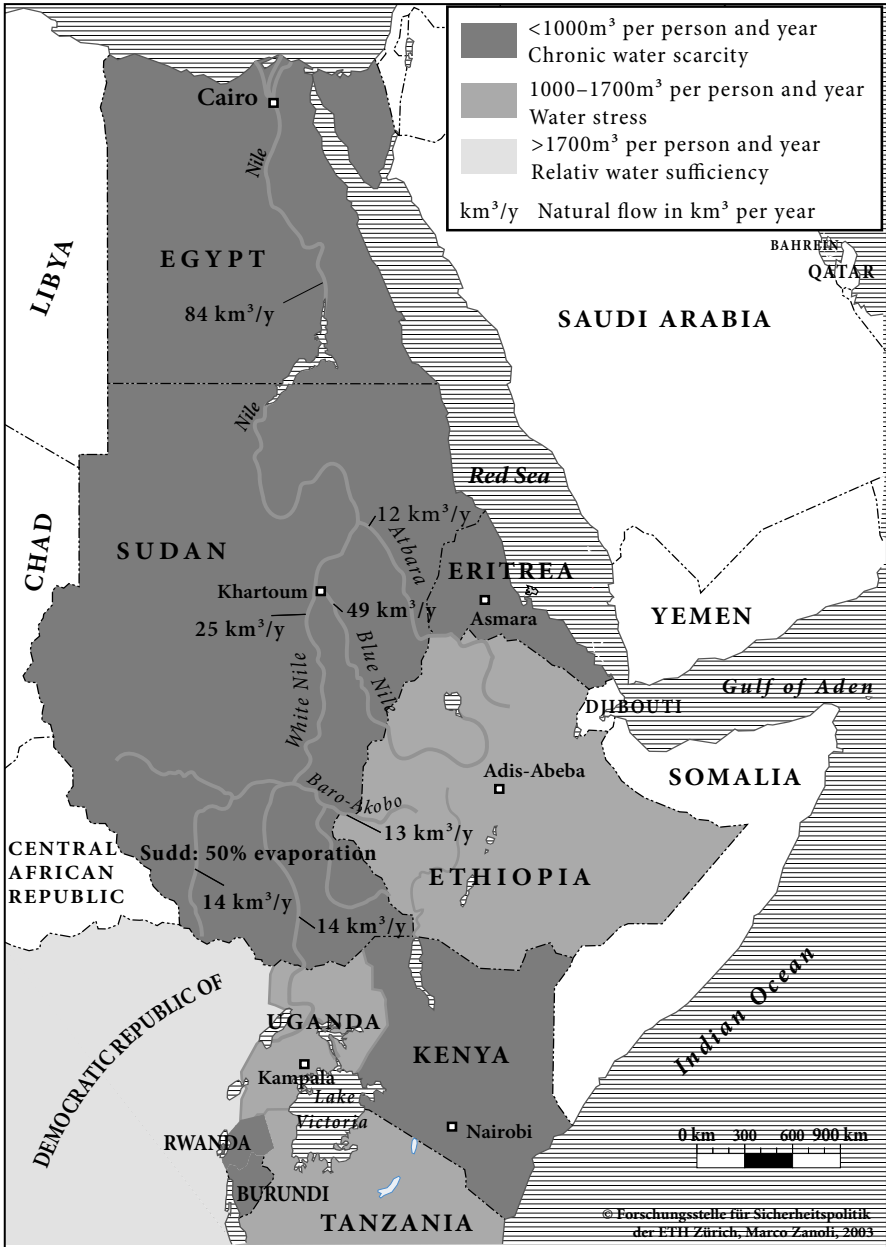 <1000m³ per person and year
Chronic water scarcity
1000–1700m³ per person and year
Water stress
>1700m³ per person and year
Relativ water sufficiency
km³/y Natural flow in km³ per year
Cairo
Nile
LIBYA
EGYPT
84 km³/y
BAHREIN
QATAR
SAUDI ARABIA
Nile
Red Sea
CHAD
SUDAN
12 km³/y
Atbara
ERITREA
Asmara
Khartoum
49 km³/y
25 km³/y
White Nile
Blue Nile
YEMEN
Gulf of Aden
DJIBOUTI
SOMALIA
Adis-Abeba
Baro-Akobo
13 km³/y
ETHIOPIA
CENTRAL
AFRICAN
REPUBLIC
Sudd: 50% evaporation
14 km³/y
14 km³/y
DEMOCRATIC REPUBLIC OF
UGANDA
Kampala
Lake
Victoria
KENYA
Nairobi
Indian Ocean
RWANDA
BURUNDI
TANZANIA
0 km 300 600 900 km
© Forschungsstelle für Sicherheitspolitik
der ETH Zürich, Marco Zanoli, 2003